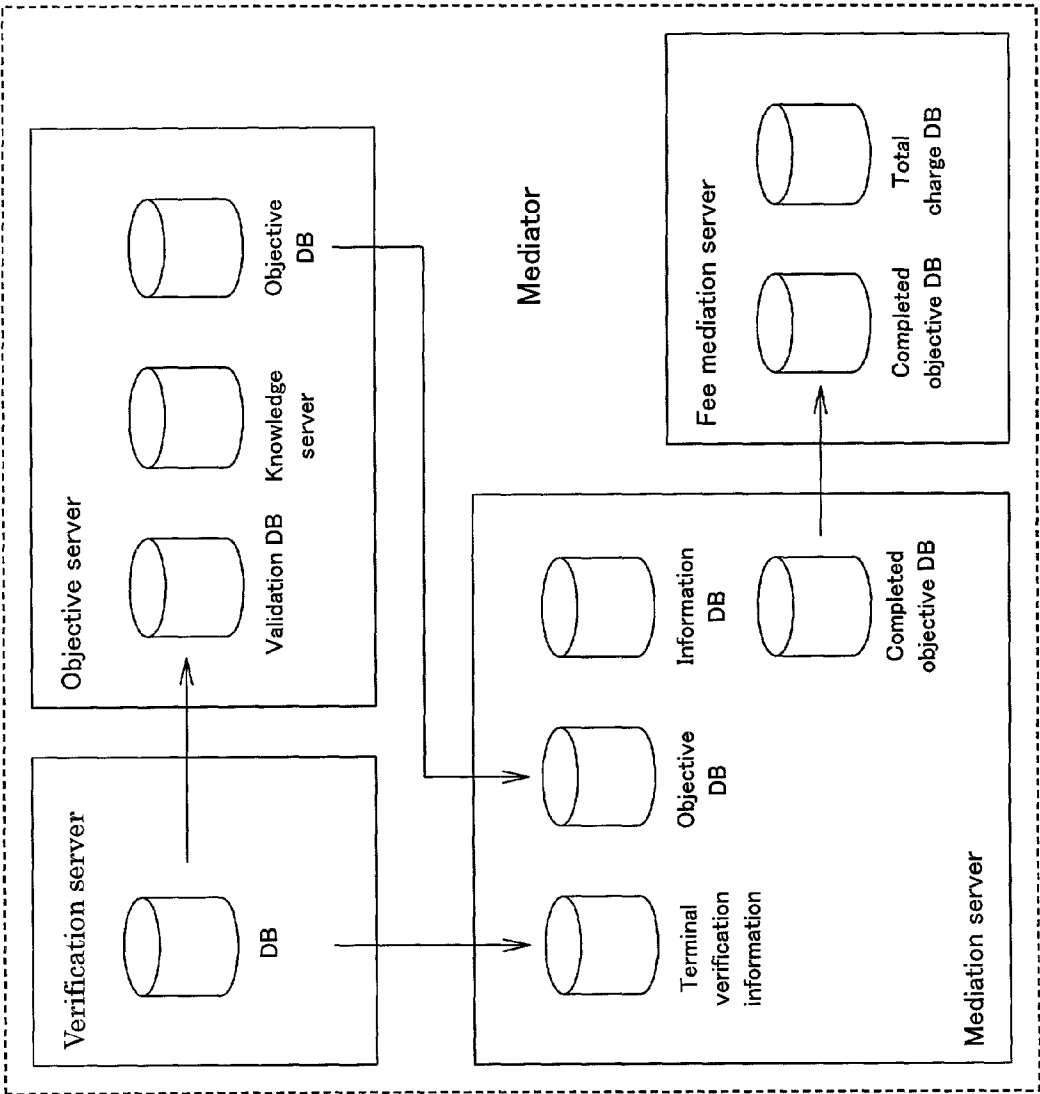 Verification server
DB
Objective server
Validation DB
Knowledge
server
Objective
DB
Mediator
Terminal
verification
information
Objective
DB
Information
DB
Completed
objective DB
Mediation server
Fee mediation server
Completed
objective DB
Total
charge DB